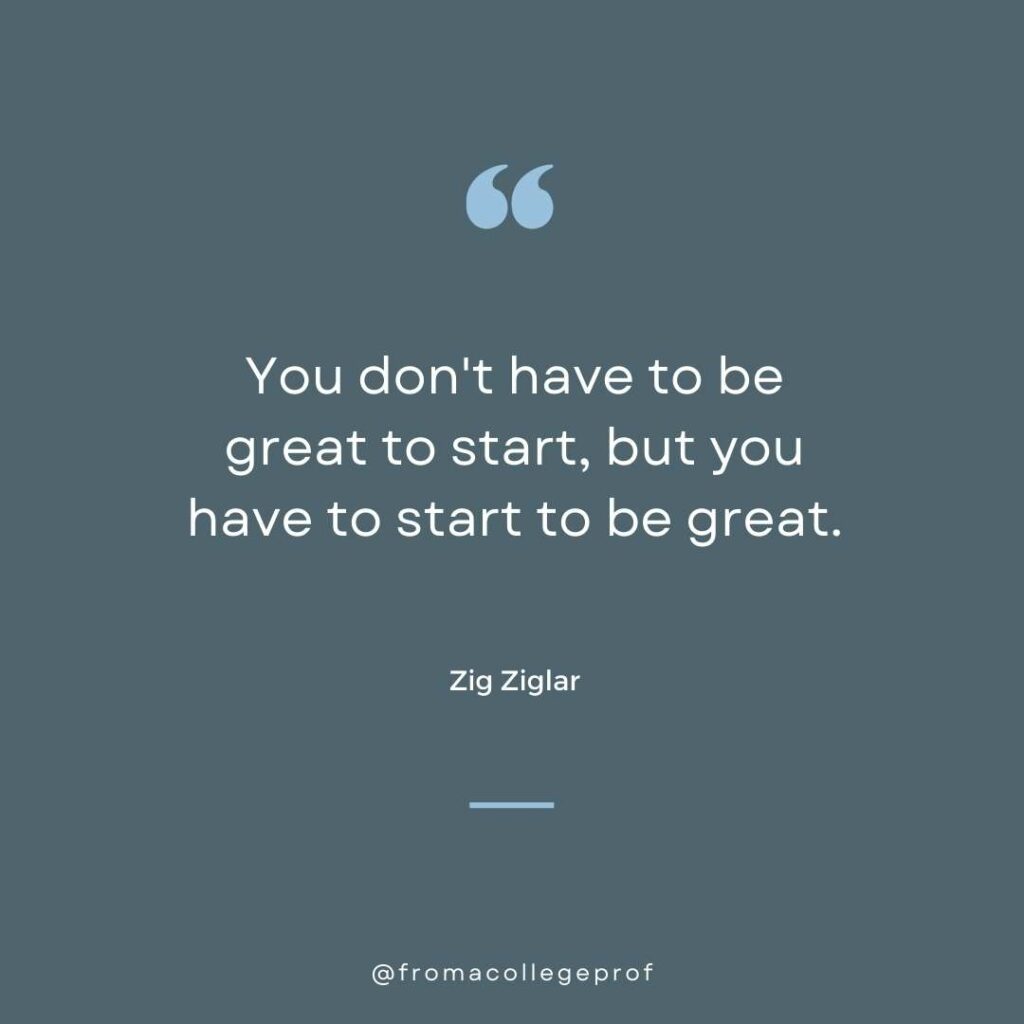 ❝
You don't have to be
great to start, but you
have to start to be great.
Zig Ziglar
@fromacollegeprof